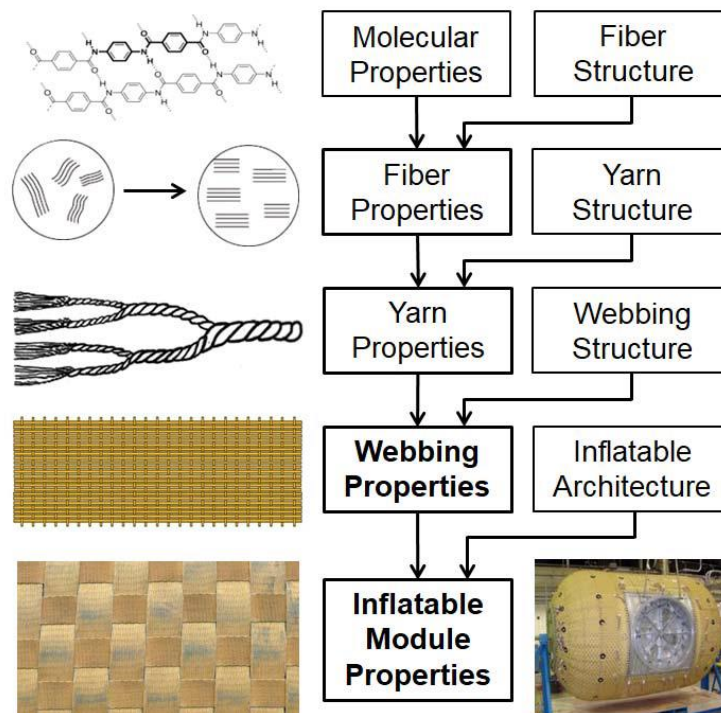 Molecular
Properties
Fiber
Structure
Fiber
Properties
Yarn
Structure
Yarn
Properties
Webbing
Structure
Webbing
Properties
Inflatable
Architecture
Inflatable
Module
Properties